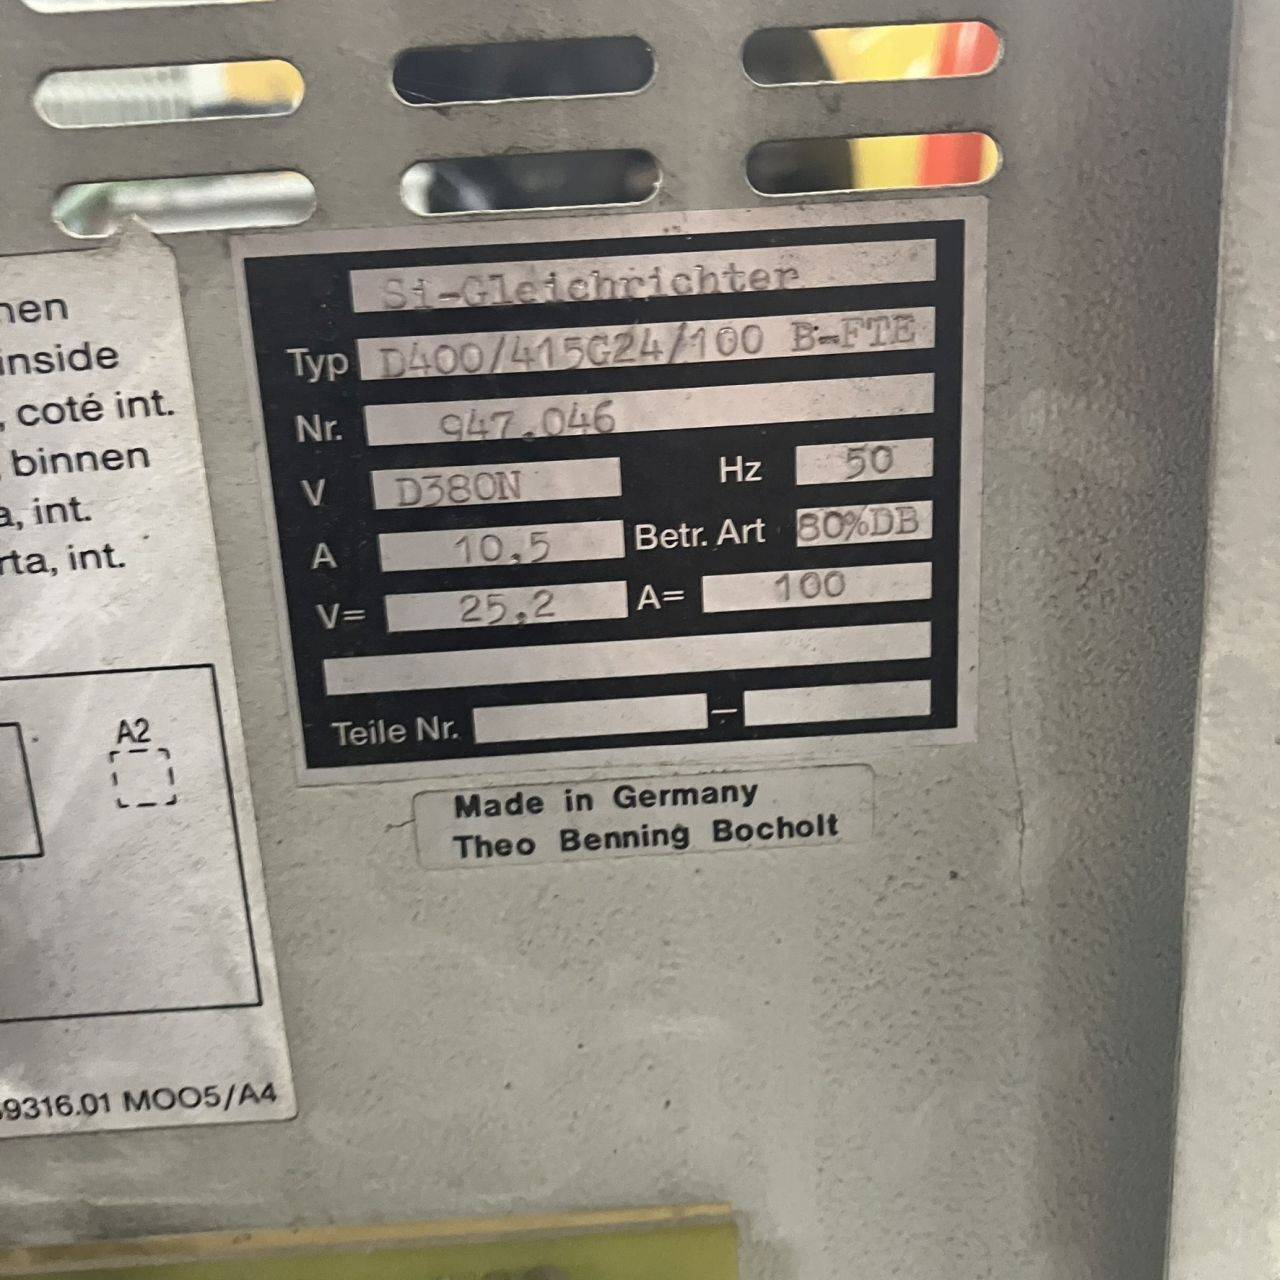 nen
inside
, coté int.
binnen
a, int.
rta, int.
A2
9316.01 MOO5/A4
Si-Gleichrichter
Typ D400/415G24/100 B-FTE
Nr. 947.046
V D380N Hz 50
A 10,5 Betr. Art 80%DB
V= 25,2 A= 100
Teile Nr. –
Made in Germany
Theo Benning Bocholt